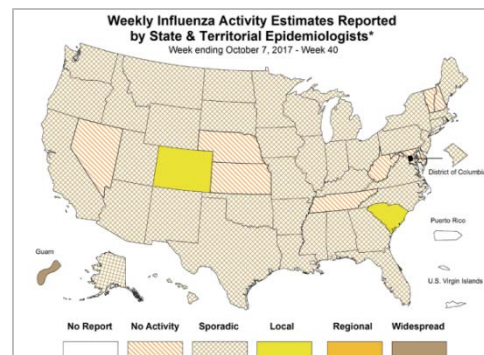 Weekly Influenza Activity Estimates Reported
by State & Territorial Epidemiologists*
Week ending October 7, 2017 - Week 40
District of Columbia
Puerto Rico
Guam
U.S. Virgin Islands
No Report No Activity Sporadic Local Regional Widespread